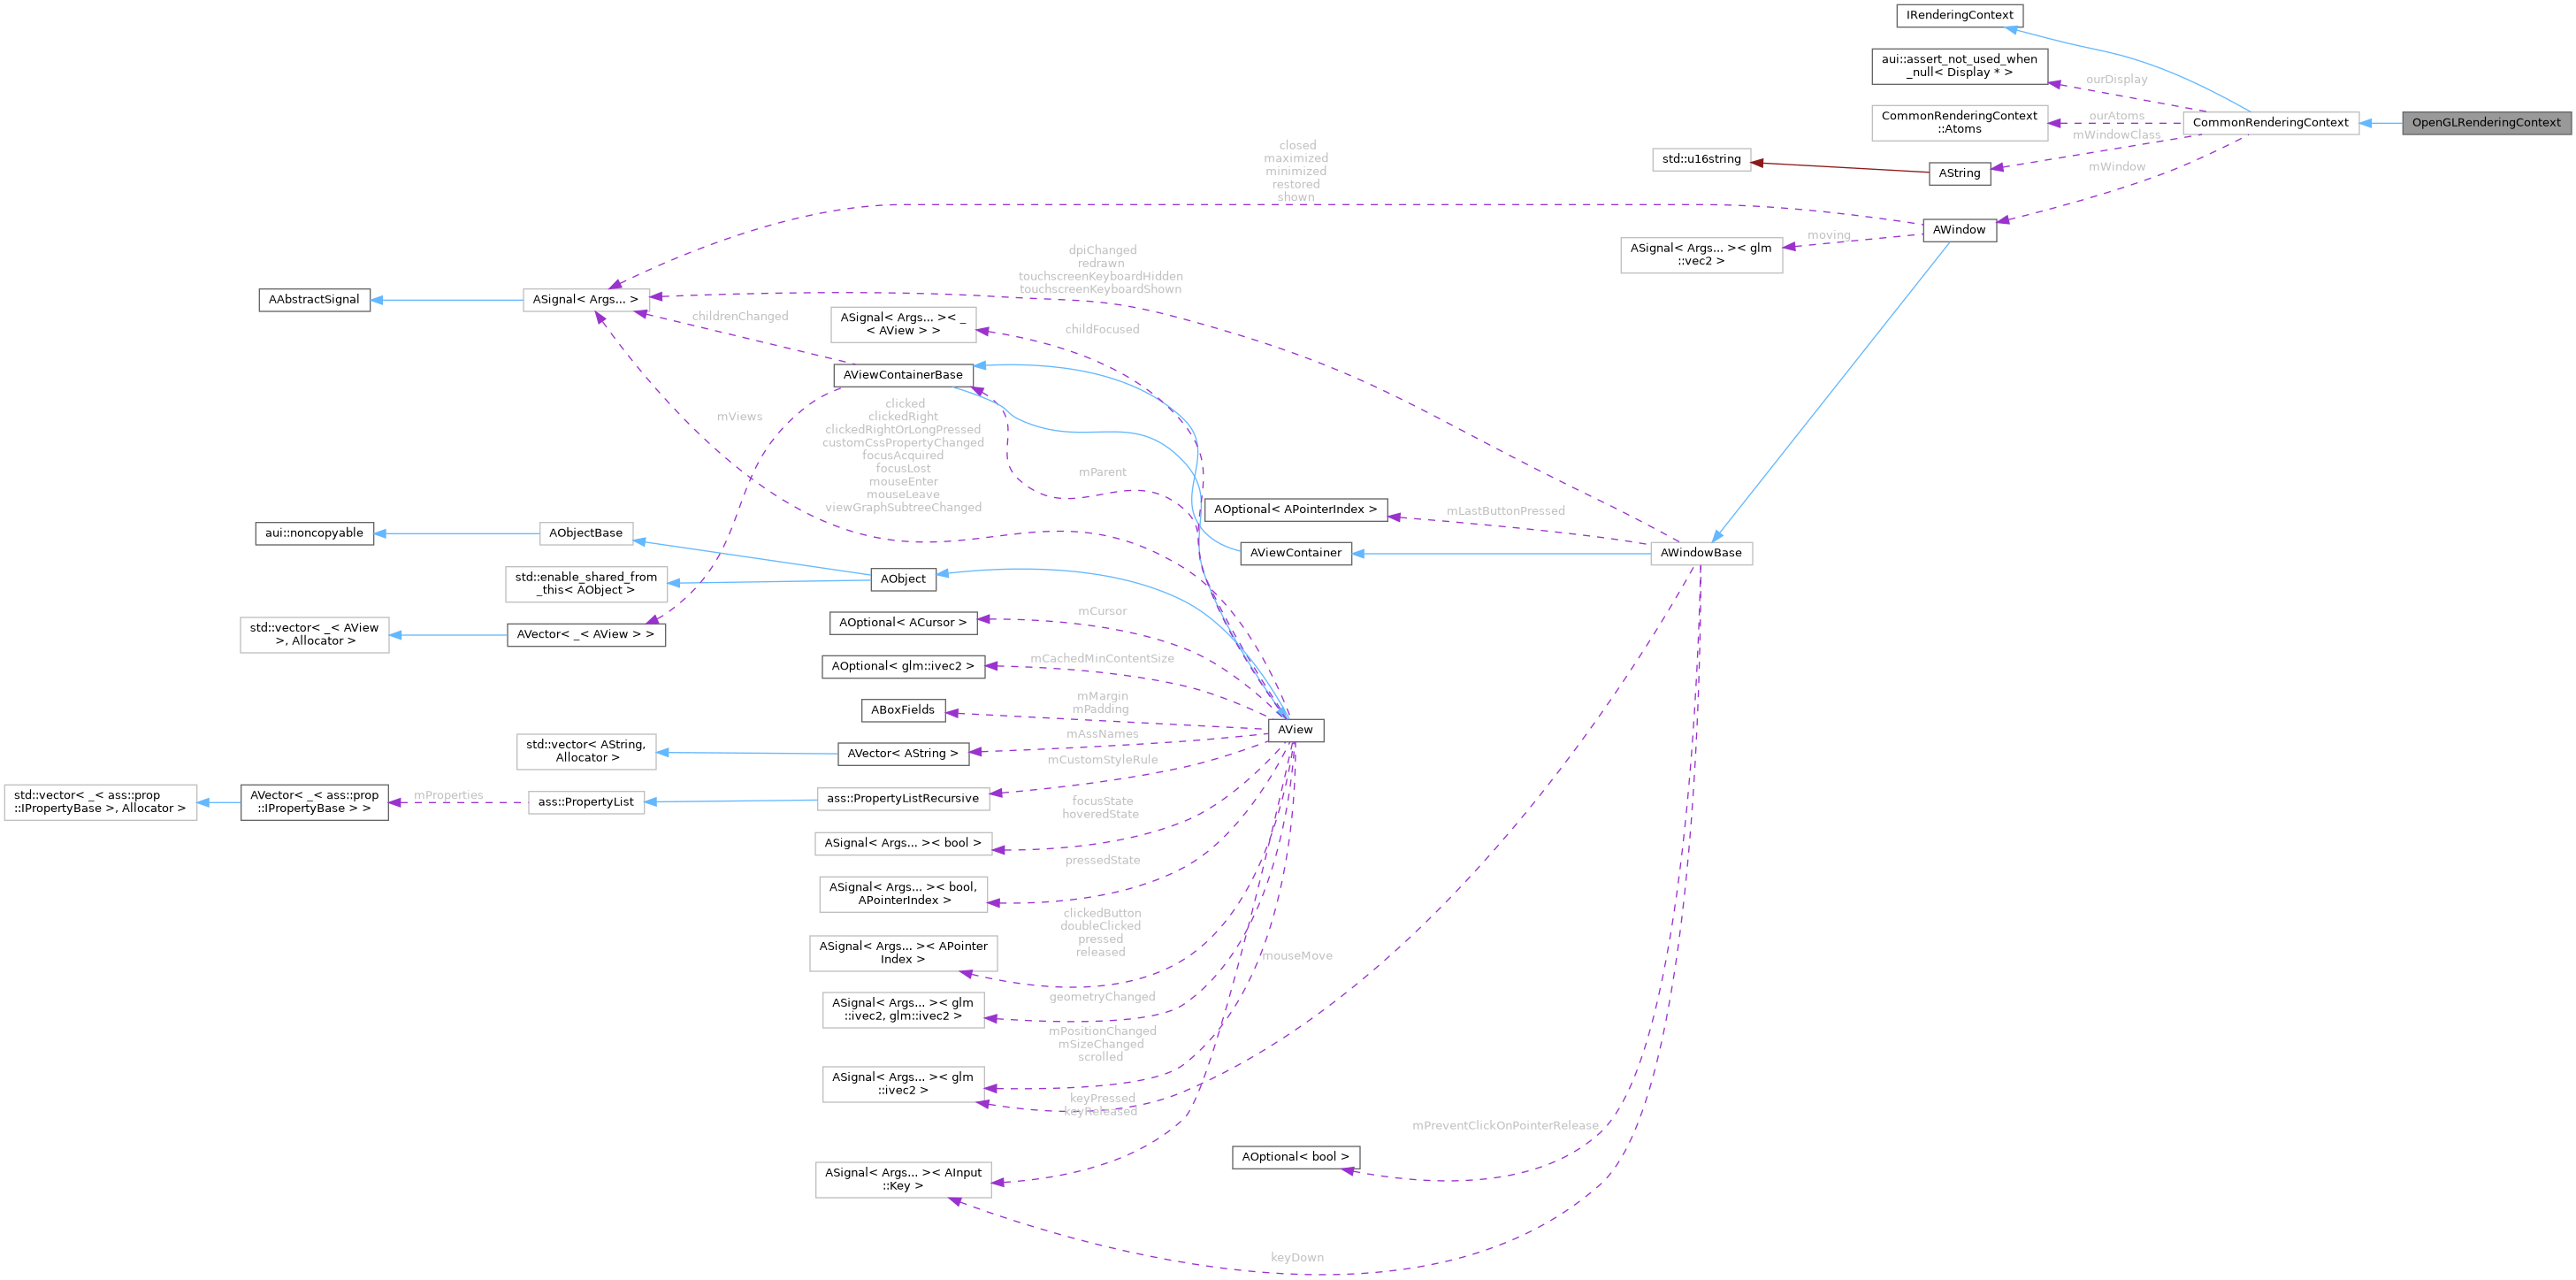 IRenderingContext
aui::assert_not_used_when
_null< Display * >
ourDisplay
CommonRenderingContext
::Atoms
ourAtoms
mWindowClass
CommonRenderingContext
OpenGLRenderingContext
std::u16string
AString
mWindow
closed
maximized
minimized
restored
shown
AWindow
moving
ASignal< Args... >< glm
::vec2 >
dpiChanged
redrawn
touchscreenKeyboardHidden
touchscreenKeyboardShown
AAbstractSignal
ASignal< Args... >
childrenChanged
ASignal< Args... >< _
< AView > >
childFocused
AViewContainerBase
mViews
clicked
clickedRight
clickedRightOrLongPressed
customCssPropertyChanged
focusAcquired
focusLost
mouseEnter
mouseLeave
viewGraphSubtreeChanged
mParent
AOptional< APointerIndex >
mLastButtonPressed
aui::noncopyable
AObjectBase
AViewContainer
AWindowBase
std::enable_shared_from
_this< AObject >
AObject
std::vector< _< AView
>, Allocator >
AVector< _< AView > >
AOptional< ACursor >
mCursor
AOptional< glm::ivec2 >
mCachedMinContentSize
ABoxFields
mMargin
mPadding
AView
std::vector< AString,
Allocator >
AVector< AString >
mAssNames
mCustomStyleRule
std::vector< _< ass::prop
::IPropertyBase >, Allocator >
AVector< _< ass::prop
::IPropertyBase > >
mProperties
ass::PropertyList
ass::PropertyListRecursive
focusState
hoveredState
ASignal< Args... >< bool >
pressedState
ASignal< Args... >< bool,
APointerIndex >
clickedButton
doubleClicked
pressed
released
ASignal< Args... >< APointer
Index >
mouseMove
geometryChanged
ASignal< Args... >< glm
::ivec2, glm::ivec2 >
mPositionChanged
mSizeChanged
scrolled
ASignal< Args... >< glm
::ivec2 >
keyPressed
keyReleased
mPreventClickOnPointerRelease
AOptional< bool >
ASignal< Args... >< AInput
::Key >
keyDown